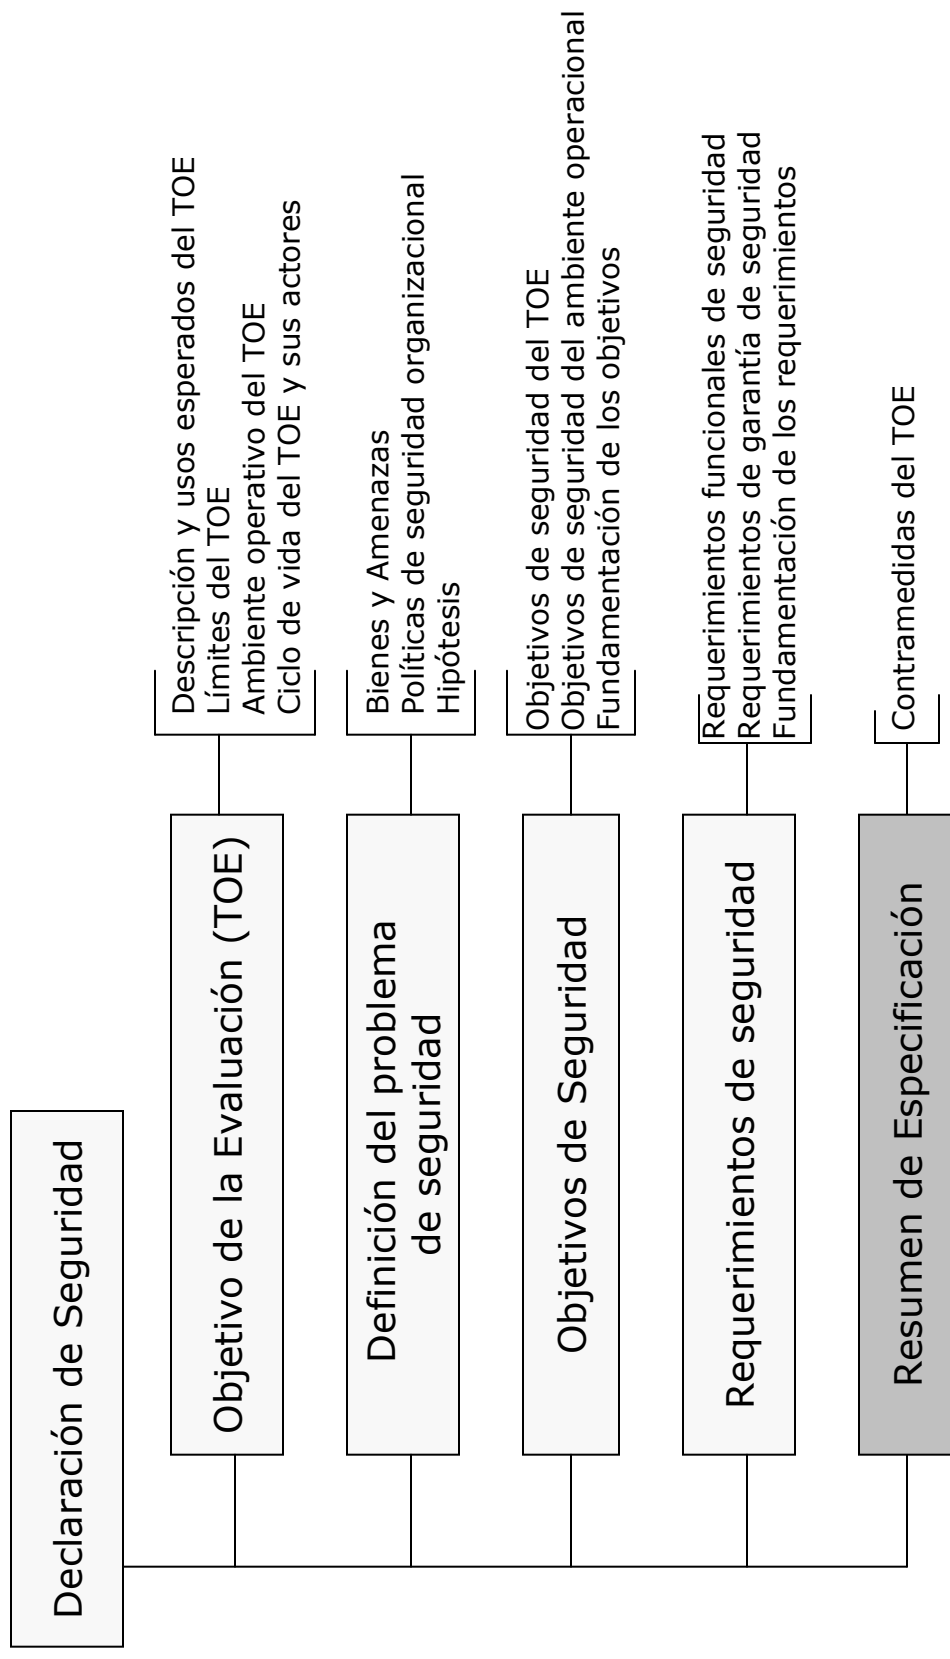 Declaración de Seguridad
Objetivo de la Evaluación (TOE)
Descripción y usos esperados del TOE
Límites del TOE
Ambiente operativo del TOE
Ciclo de vida del TOE y sus actores
Definición del problema
de seguridad
Bienes y Amenazas
Políticas de seguridad organizacional
Hipótesis
Objetivos de Seguridad
Objetivos de seguridad del TOE
Objetivos de seguridad del ambiente operacional
Fundamentación de los objetivos
Requerimientos de seguridad
Requerimientos funcionales de seguridad
Requerimientos de garantía de seguridad
Fundamentación de los requerimientos
Resumen de Especificación
Contramedidas del TOE